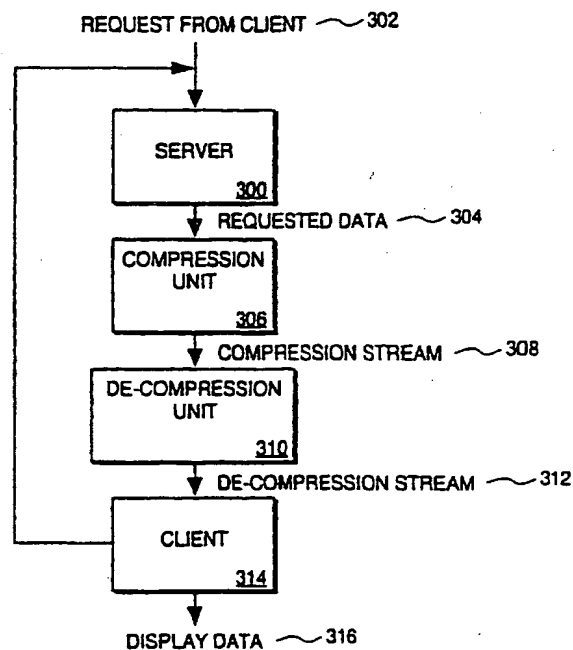 REQUEST FROM CLIENT 302
SERVER
300
REQUESTED DATA 304
COMPRESSION
UNIT
306
COMPRESSION STREAM 308
DE-COMPRESSION
UNIT
310
DE-COMPRESSION STREAM 312
CLIENT
314
DISPLAY DATA 316